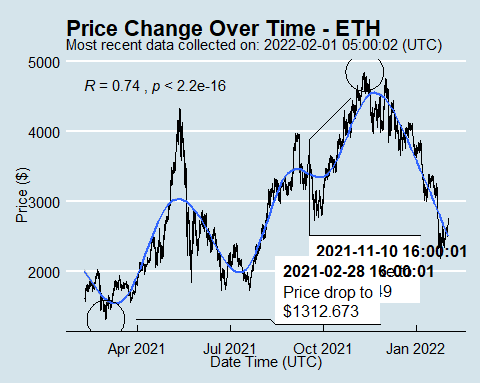 Price Change Over Time - ETH
Most recent data collected on: 2022-02-01 05:00:02 (UTC)
R = 0.74 , p < 2.2e-16
5000
4000
3000
2000
Price ($)
2021-11-10 16:00:01
2021-02-28 16:00:01
Price drop to
$1312.673
49
Apr 2021
Jul 2021
Oct 2021
Jan 2022
Date Time (UTC)